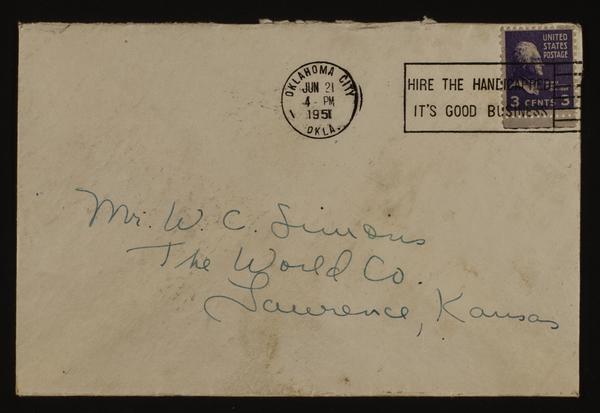 UNITED
STATES
POSTAGE
3 CENTS 3
OKLAHOMA CITY
JUN 21
4 - PM
1951
OKLA.
1
HIRE THE HANDICAPPED
IT'S GOOD BUSINESS
Mr. W. C. Simons
The World Co.
Lawrence, Kansas